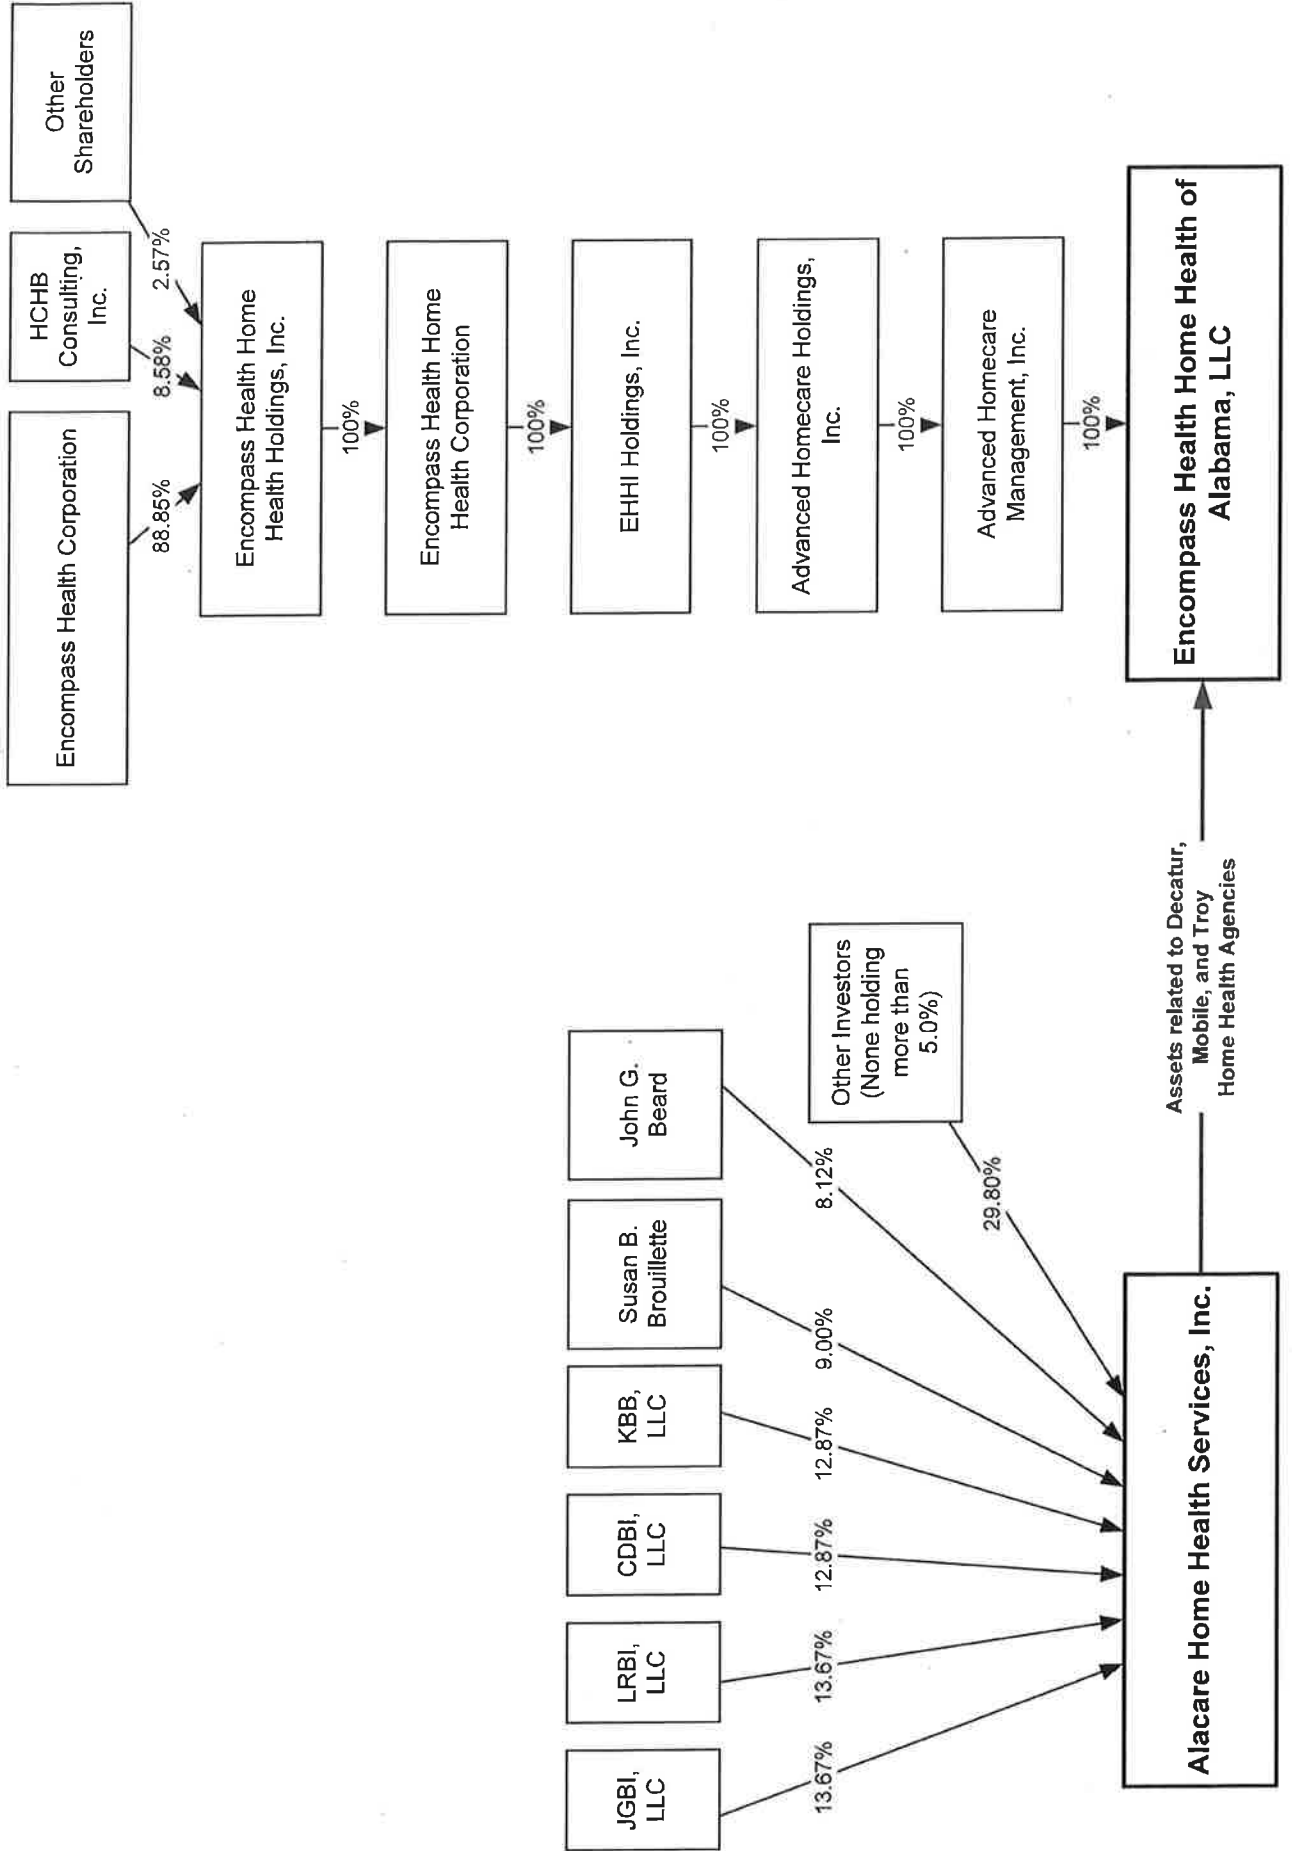 Encompass Health Corporation
HCHB
Consulting,
Inc.
Other
Shareholders
88.85%
8.58%
2.57%
Encompass Health Home
Health Holdings, Inc.
100%
Encompass Health Home
Health Corporation
100%
EHHI Holdings, Inc.
100%
Advanced Homecare Holdings,
Inc.
100%
Advanced Homecare
Management, Inc.
100%
Encompass Health Home Health of
Alabama, LLC
JGBI,
LLC
LRBI,
LLC
CDBI,
LLC
KBB,
LLC
Susan B.
Brouillette
John G.
Beard
Other Investors
(None holding
more than
5.0%)
13.67%
13.67%
12.87%
12.87%
9.00%
8.12%
29.80%
Alacare Home Health Services, Inc.
Assets related to Decatur,
Mobile, and Troy
Home Health Agencies